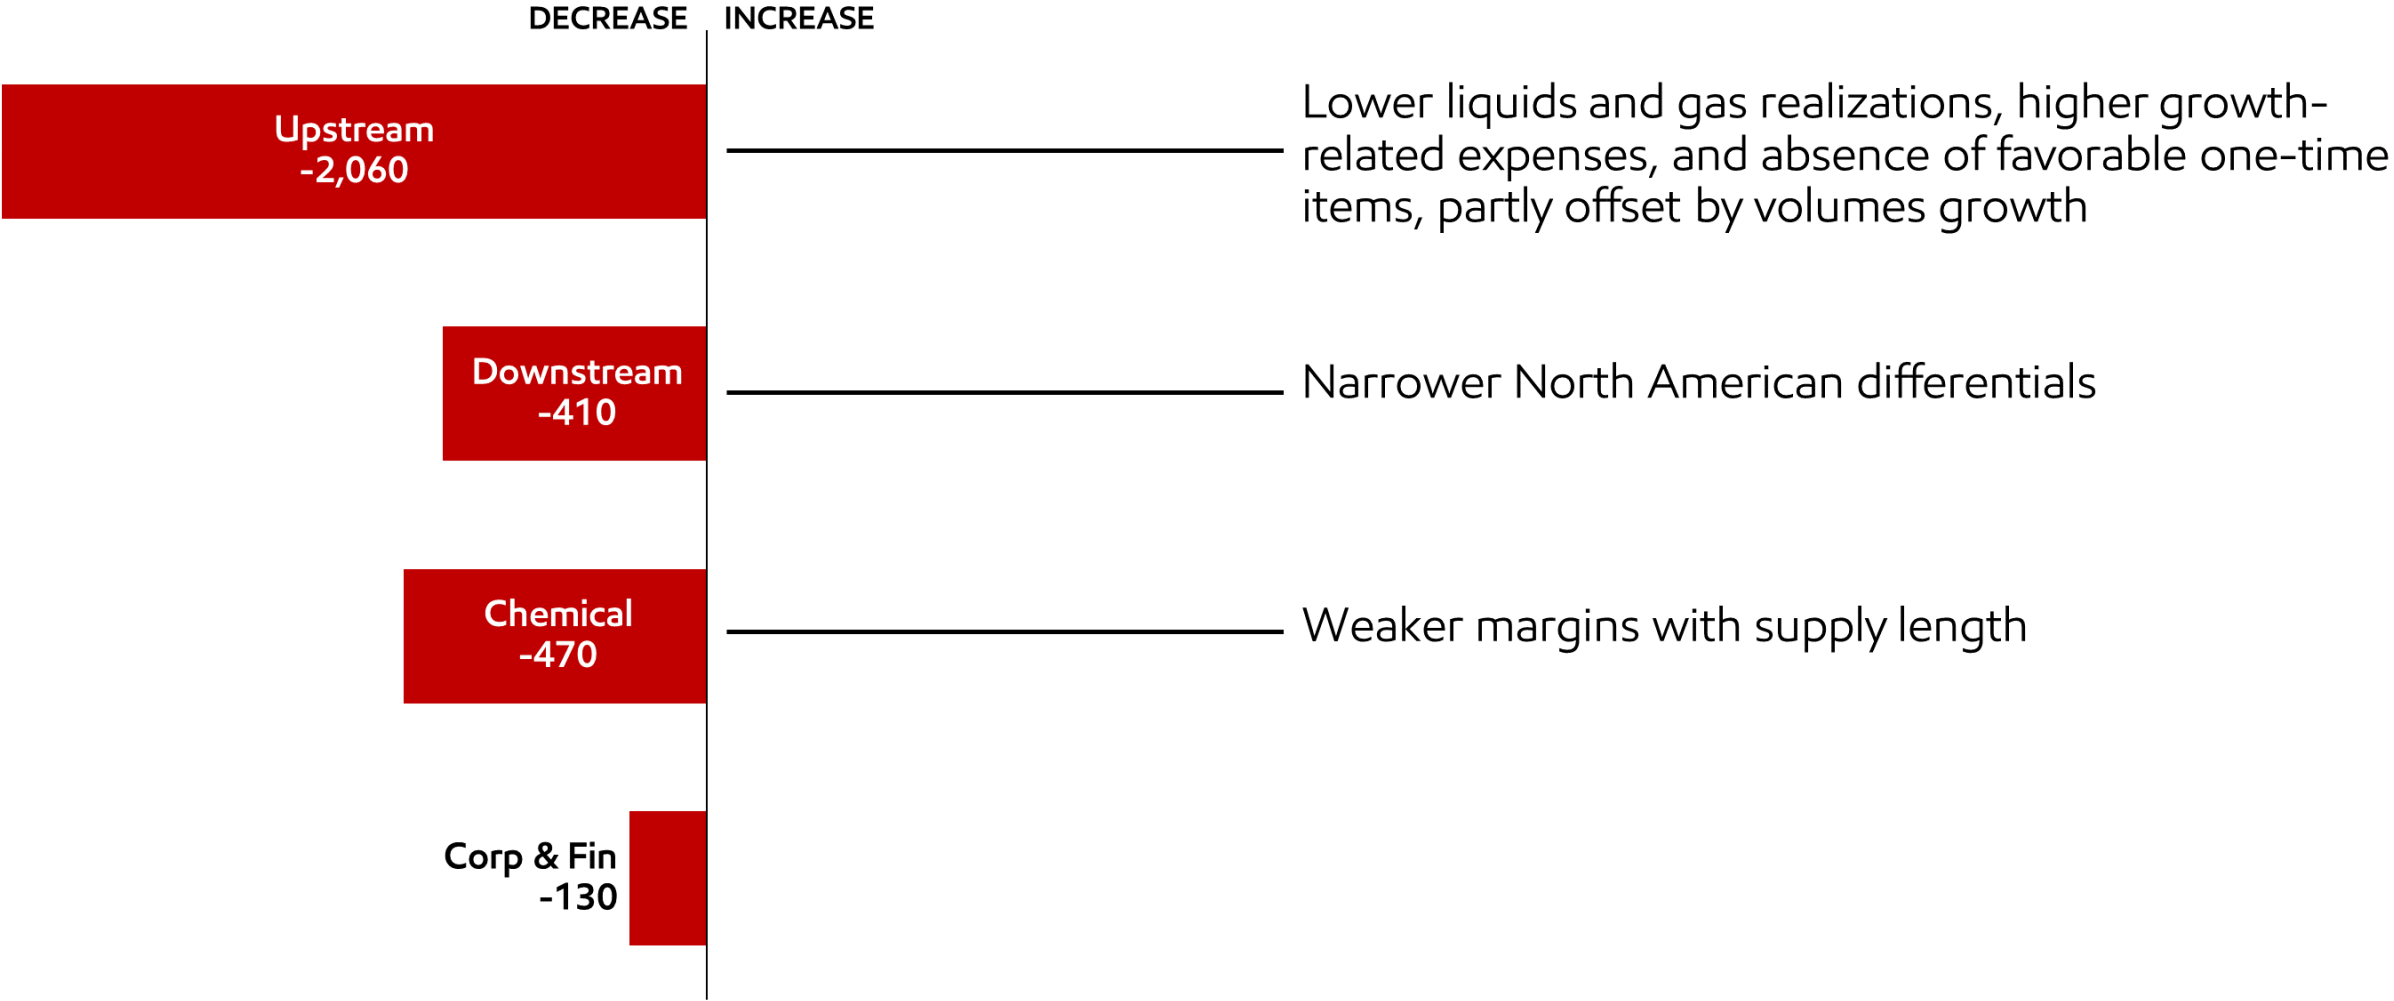 DECREASE INCREASE
Upstream
-2,060
Lower liquids and gas realizations, higher growth-
related expenses, and absence of favorable one-time
items, partly offset by volumes growth
Downstream
-410
Narrower North American differentials
Chemical
-470
Weaker margins with supply length
Corp & Fin
-130